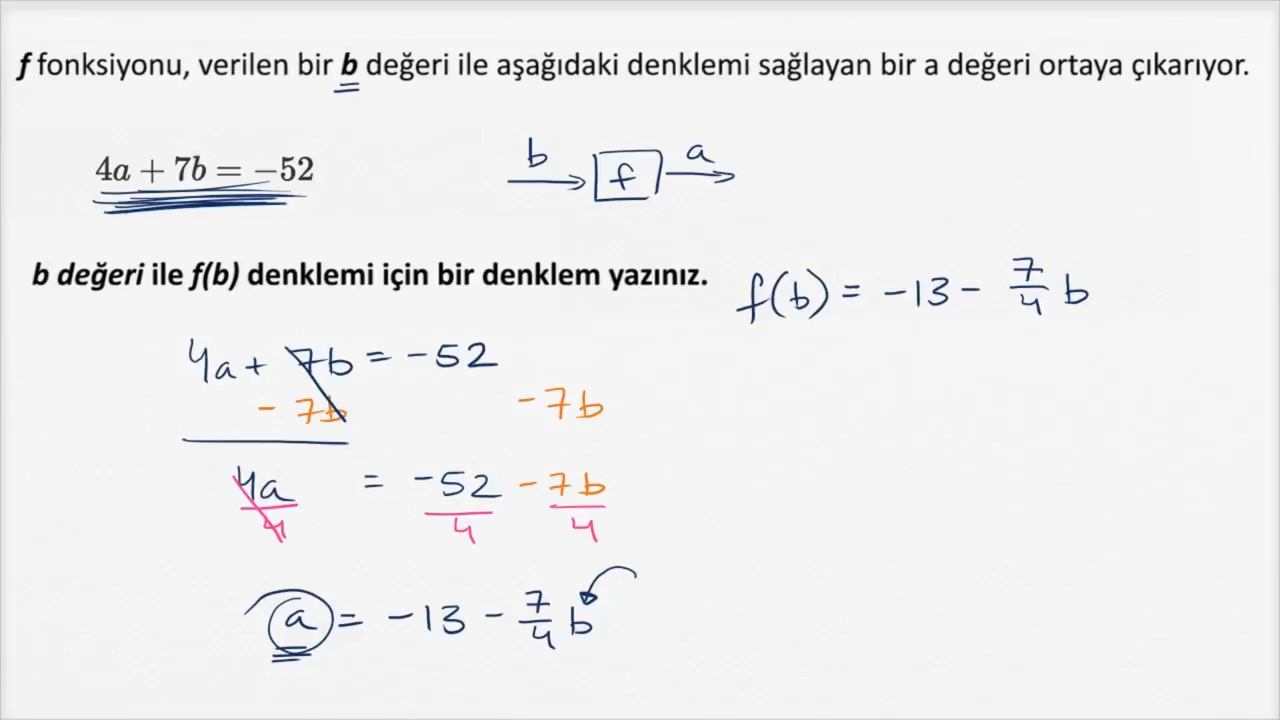 f fonksiyonu, verilen bir b değeri ile aşağıdaki denklemi sağlayan bir a değeri ortaya çıkarıyor.
4a + 7b = −52
b f a
b değeri ile f(b) denklemi için bir denklem yazınız.
f(b) = -13 - 7/4 b
4a + 7b = -52
- 7b - 7b
4a/4 = -52/4 - 7b/4
a = -13 - 7/4 b